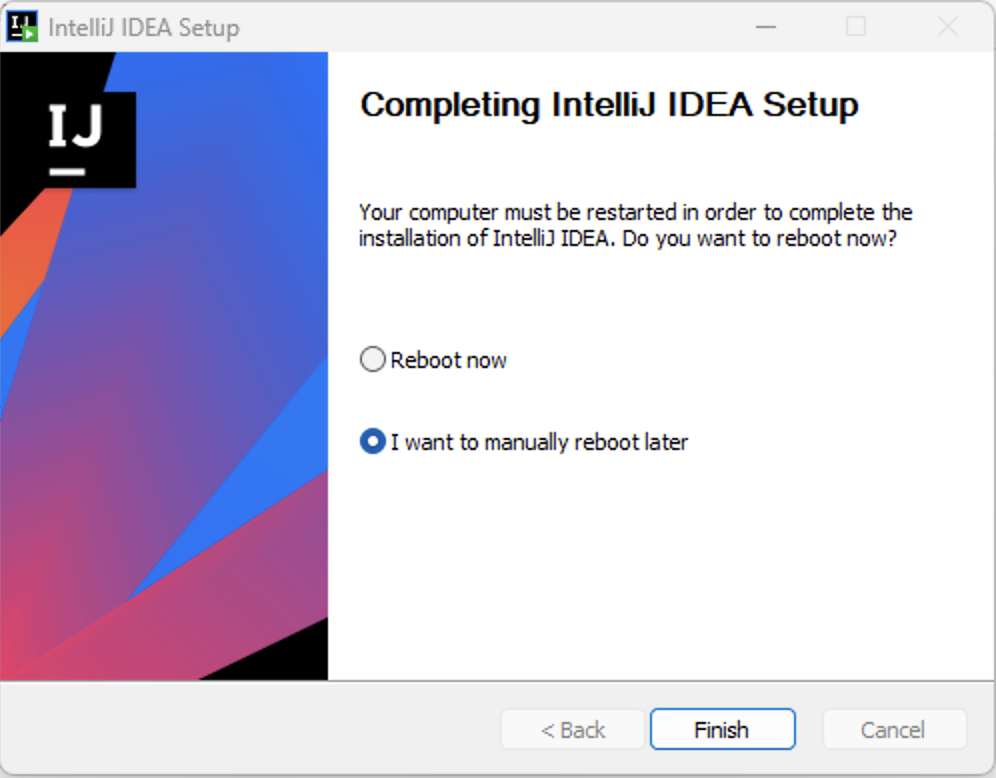 IntelliJ IDEA Setup
IJ
Completing IntelliJ IDEA Setup
Your computer must be restarted in order to complete the
installation of IntelliJ IDEA. Do you want to reboot now?
Reboot now
I want to manually reboot later
< Back
Finish
Cancel